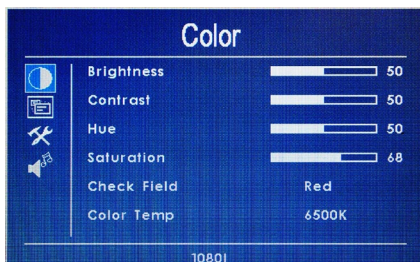 Color
Brightness 50
Contrast 50
Hue 50
Saturation 68
Check Field Red
Color Temp 6500K
1080I